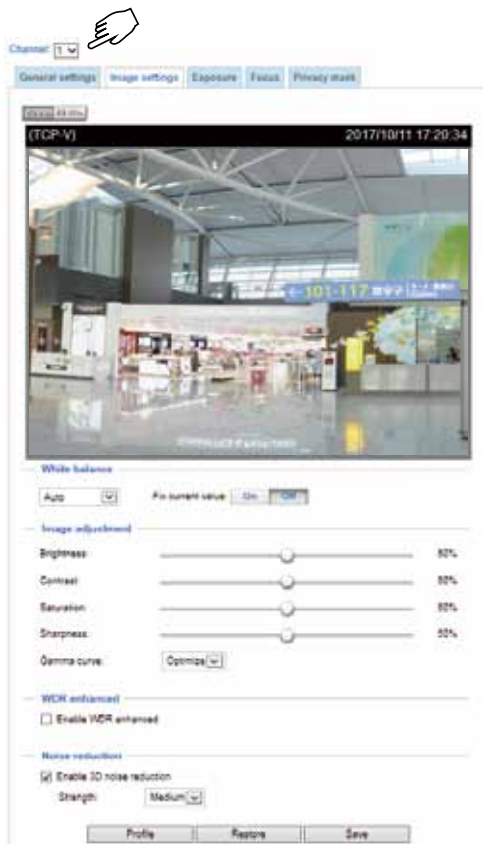 Channel: 1
General settings Image settings Exposure Focus Privacy mask
(TCP-V) 2017/10/11 17:20:34
←101-117
White balance
Auto Fix current value On Off
Image adjustment
Brightness 50%
Contrast 50%
Saturation 50%
Sharpness 50%
Gamma curve: Optimize
WDR enhanced
Enable WDR enhanced
Noise reduction
Enable 3D noise reduction
Strength: Medium
Profile Restore Save